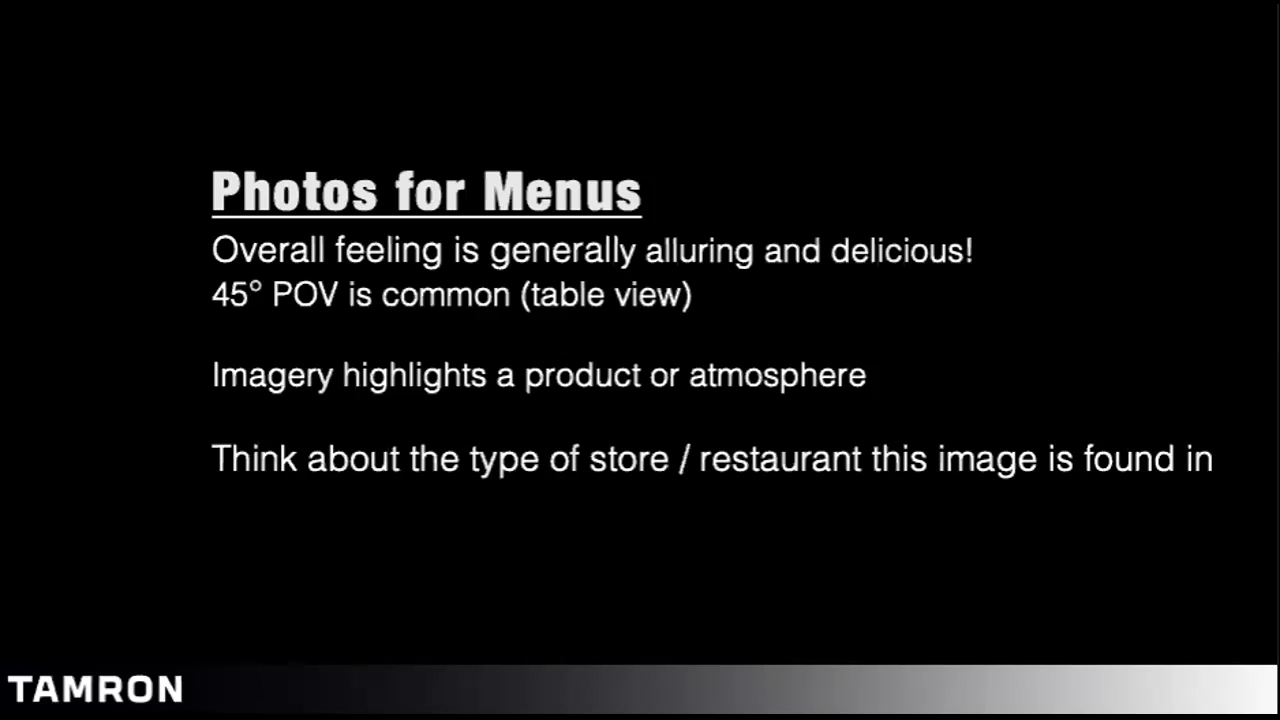 Photos for Menus
Overall feeling is generally alluring and delicious!
45° POV is common (table view)
Imagery highlights a product or atmosphere
Think about the type of store / restaurant this image is found in
TAMRON